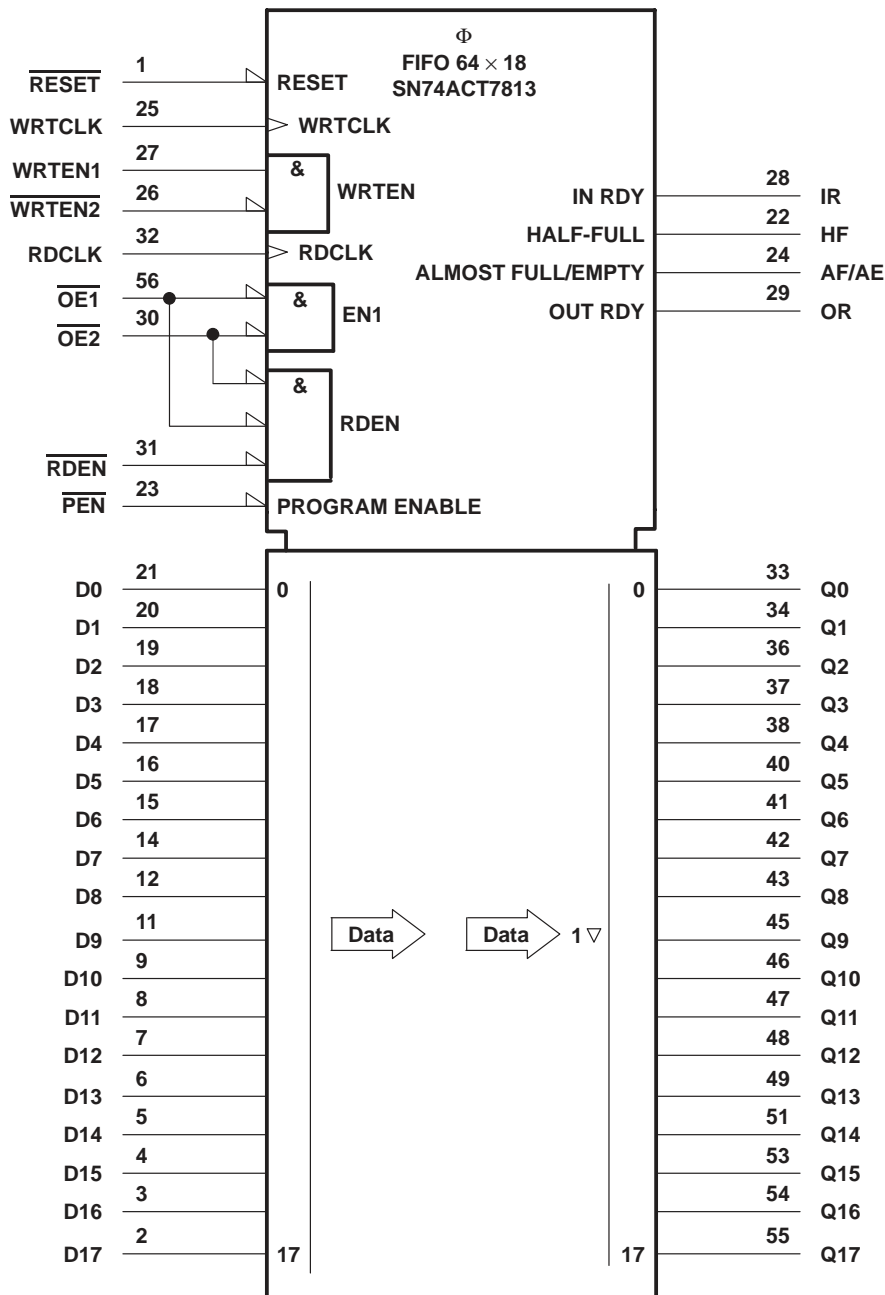 Φ
FIFO 64 × 18
SN74ACT7813
RESET 1 RESET
WRTCLK 25 WRTCLK
WRTEN1 27 & WRTEN
WRTEN2 26
RDCLK 32 RDCLK
OE1 56 & EN1
OE2 30
& RDEN
RDEN 31
PEN 23 PROGRAM ENABLE
IN RDY 28 IR
HALF-FULL 22 HF
ALMOST FULL/EMPTY 24 AF/AE
OUT RDY 29 OR
D0 21 0 0 33 Q0
D1 20 34 Q1
D2 19 36 Q2
D3 18 37 Q3
D4 17 38 Q4
D5 16 40 Q5
D6 15 41 Q6
D7 14 42 Q7
D8 12 43 Q8
D9 11 Data Data 1 ▽ 45 Q9
D10 9 46 Q10
D11 8 47 Q11
D12 7 48 Q12
D13 6 49 Q13
D14 5 51 Q14
D15 4 53 Q15
D16 3 54 Q16
D17 2 17 17 55 Q17